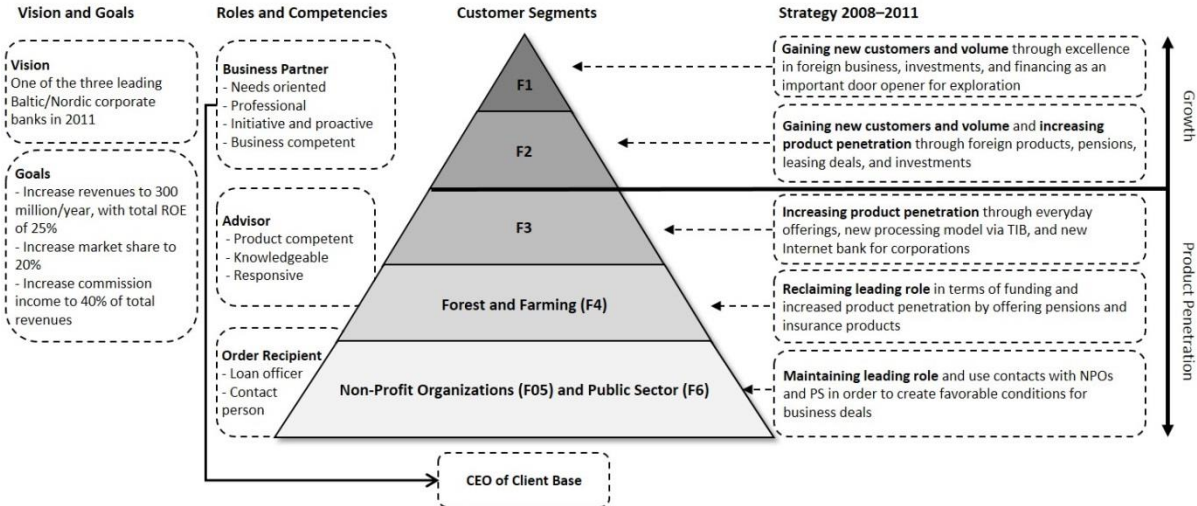 Vision and Goals
Vision
One of the three leading
Baltic/Nordic corporate
banks in 2011
Goals
- Increase revenues to 300
million/year, with total ROE
of 25%
- Increase market share to
20%
- Increase commission
income to 40% of total
revenues
Roles and Competencies
Business Partner
- Needs oriented
- Professional
- Initiative and proactive
- Business competent
Advisor
- Product competent
- Knowledgeable
- Responsive
Order Recipient
- Loan officer
- Contact
person
Customer Segments
F1
F2
F3
Forest and Farming (F4)
Non-Profit Organizations (F05) and Public Sector (F6)
CEO of Client Base
Strategy 2008–2011
Gaining new customers and volume through excellence
in foreign business, investments, and financing as an
important door opener for exploration
Gaining new customers and volume and increasing
product penetration through foreign products, pensions,
leasing deals, and investments
Increasing product penetration through everyday
offerings, new processing model via TIB, and new
Internet bank for corporations
Reclaiming leading role in terms of funding and
increased product penetration by offering pensions and
insurance products
Maintaining leading role and use contacts with NPOs
and PS in order to create favorable conditions for
business deals
Growth
Product Penetration